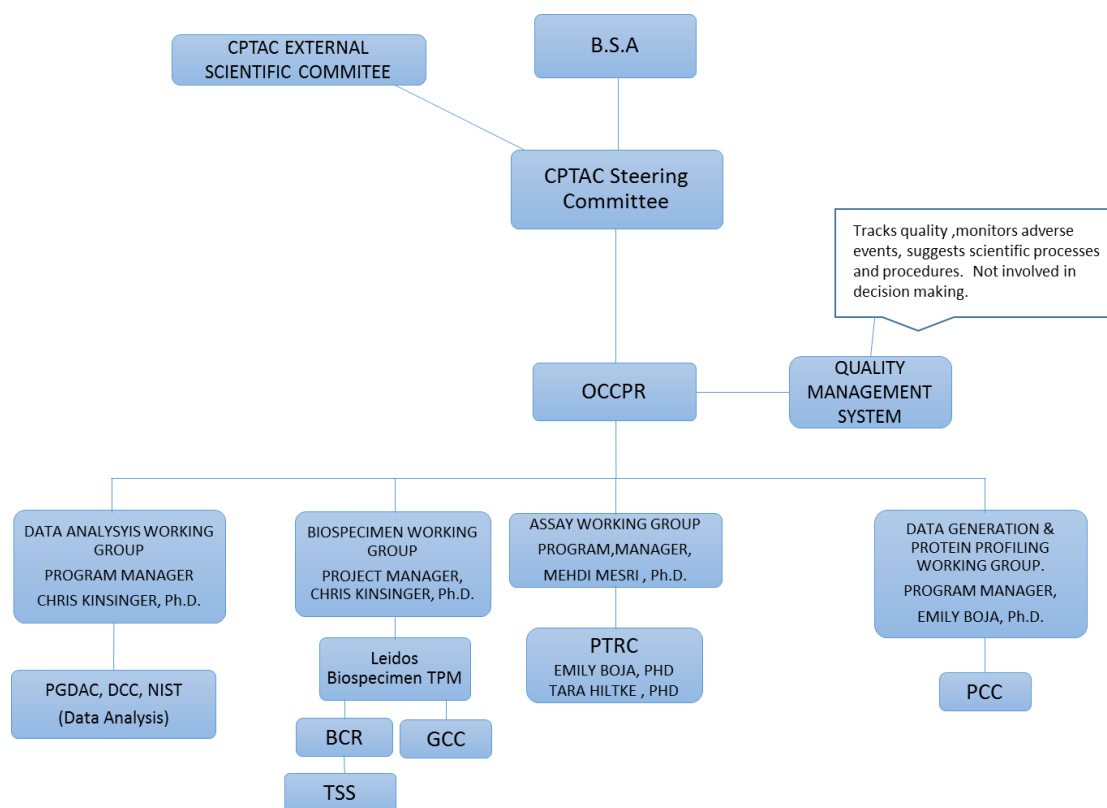 CPTAC EXTERNAL
SCIENTIFIC COMMITEE
B.S.A
CPTAC Steering
Committee
Tracks quality ,monitors adverse
events, suggests scientific processes
and procedures.  Not involved in
decision making.
OCCPR
QUALITY
MANAGEMENT
SYSTEM
DATA ANALYSYIS WORKING
GROUP
PROGRAM MANAGER
CHRIS KINSINGER, Ph.D.
BIOSPECIMEN WORKING
GROUP
PROJECT MANAGER,
CHRIS KINSINGER, Ph.D.
ASSAY WORKING GROUP
PROGRAM,MANAGER,
MEHDI MESRI , Ph.D.
DATA GENERATION &
PROTEIN PROFILING
WORKING GROUP.
PROGRAM MANAGER,
EMILY BOJA, Ph.D.
PGDAC, DCC, NIST
(Data Analysis)
Leidos
Biospecimen TPM
PTRC
EMILY BOJA, PHD
TARA HILTKE , PHD
PCC
BCR
GCC
TSS